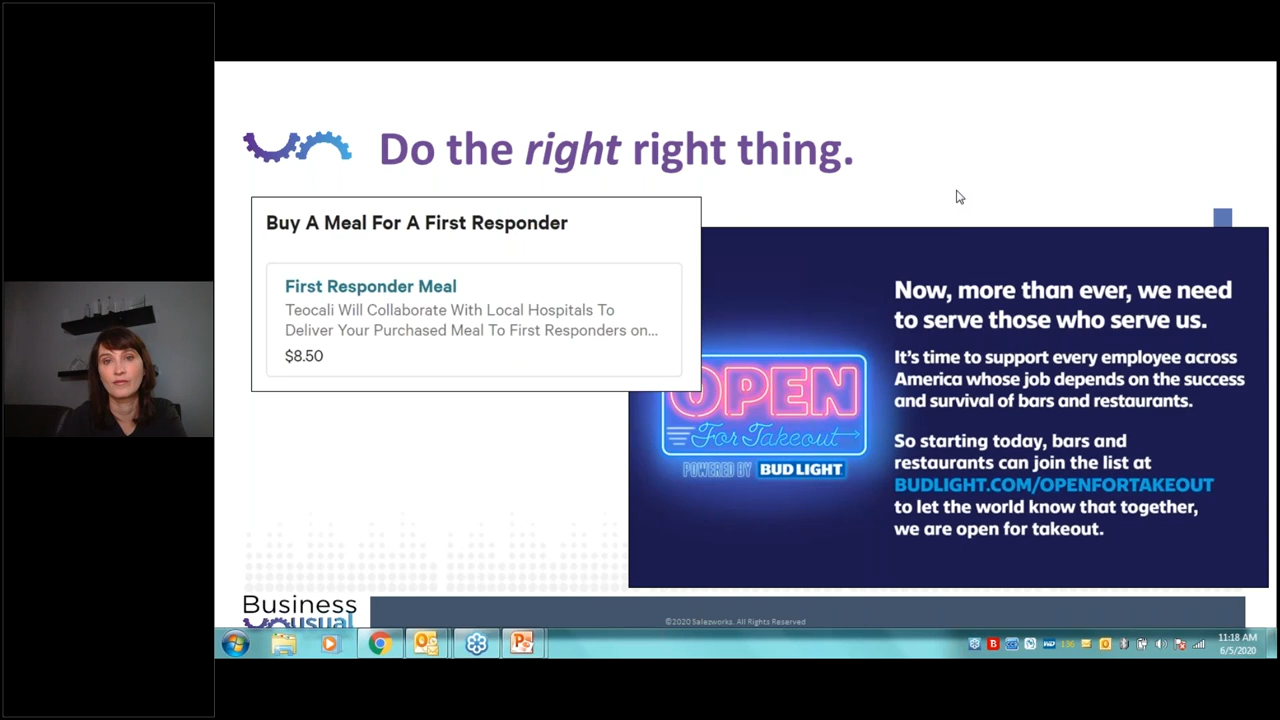 Do the right right thing.
Buy A Meal For A First Responder
First Responder Meal
Teocali Will Collaborate With Local Hospitals To
Deliver Your Purchased Meal To First Responders on...
$8.50
OPEN
For Takeout
POWERED BY BUD LIGHT
Now, more than ever, we need
to serve those who serve us.
It's time to support every employee across
America whose job depends on the success
and survival of bars and restaurants.
So starting today, bars and
restaurants can join the list at
BUDLIGHT.COM/OPENFORTAKEOUT
to let the world know that together,
we are open for takeout.
Business
usual
©2020 Salezworks. All Rights Reserved
11:18 AM
6/5/2020